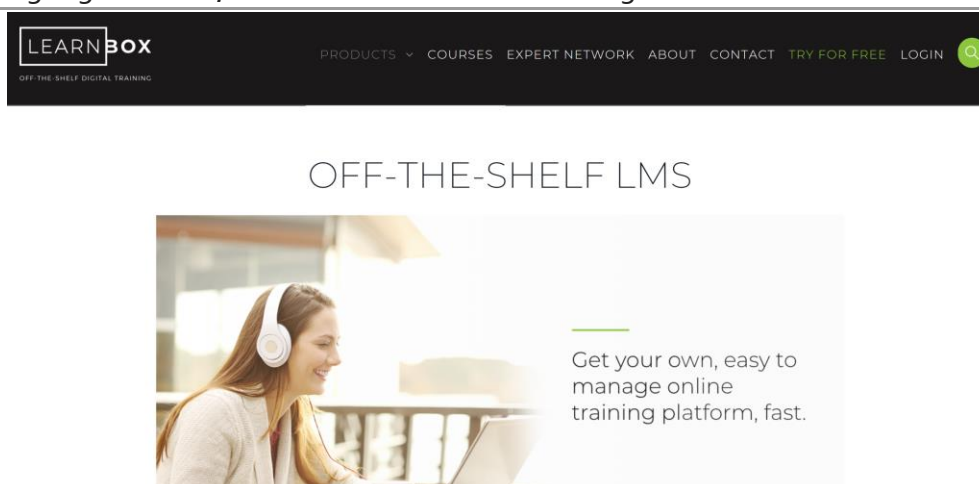 LEARNBOX
OFF-THE-SHELF DIGITAL TRAINING
PRODUCTS COURSES EXPERT NETWORK ABOUT CONTACT TRY FOR FREE LOGIN
OFF-THE-SHELF LMS
Get your own, easy to
manage online
training platform, fast.